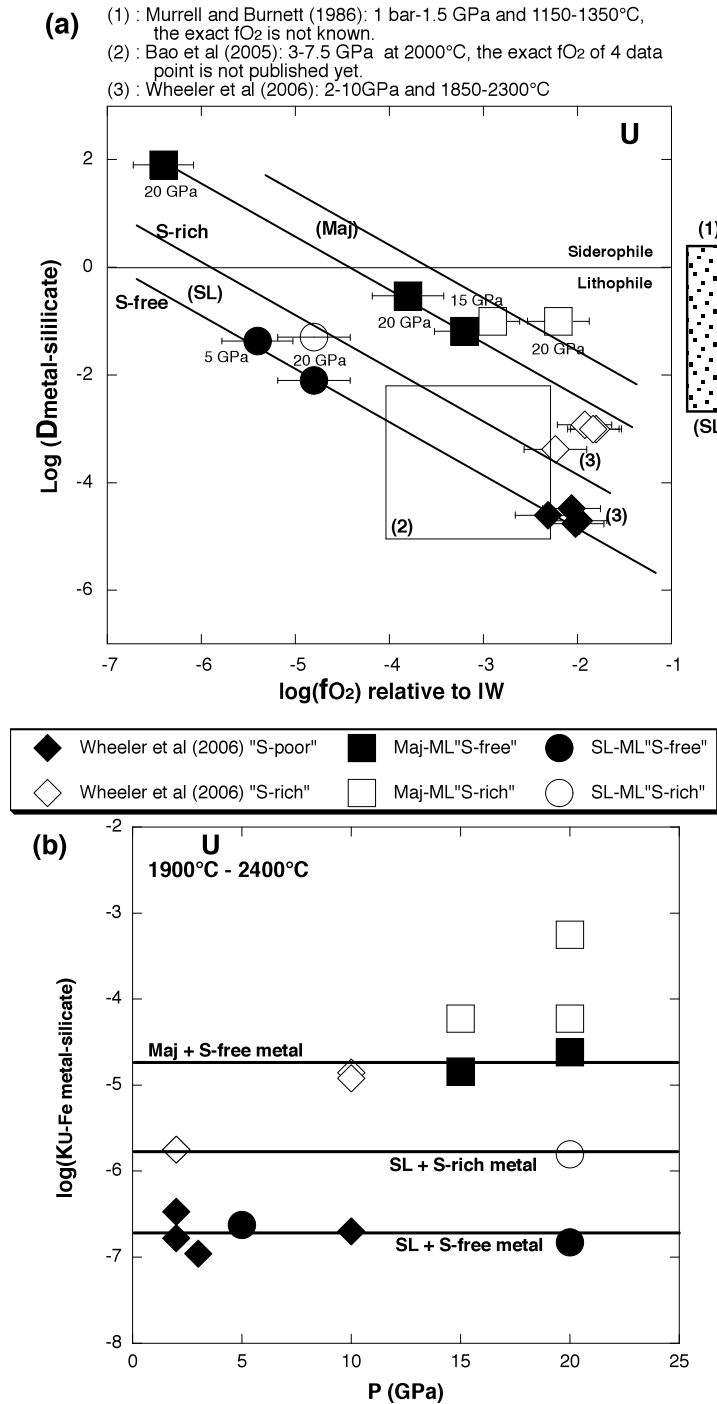 (a)
(1) : Murrell and Burnett (1986): 1 bar-1.5 GPa and 1150-1350°C,
the exact fO2 is not known.
(2) : Bao et al (2005): 3-7.5 GPa at 2000°C, the exact fO2 of 4 data
point is not published yet.
(3) : Wheeler et al (2006): 2-10GPa and 1850-2300°C
U
2
0
-2
-4
-6
Log (Dmetal-sililicate)
20 GPa
S-rich
(Maj)
Siderophile
Lithophile
(1)
S-free
(SL)
15 GPa
20 GPa
20 GPa
5 GPa
20 GPa
(SL
(3)
(3)
(2)
-7 -6 -5 -4 -3 -2 -1
log(fO2) relative to IW
Wheeler et al (2006) "S-poor" Maj-ML"S-free" SL-ML"S-free"
Wheeler et al (2006) "S-rich" Maj-ML"S-rich" SL-ML"S-rich"
(b)
U
1900°C - 2400°C
-2
-3
-4
-5
-6
-7
-8
log(KU-Fe metal-silicate)
Maj + S-free metal
SL + S-rich metal
SL + S-free metal
0 5 10 15 20 25
P (GPa)